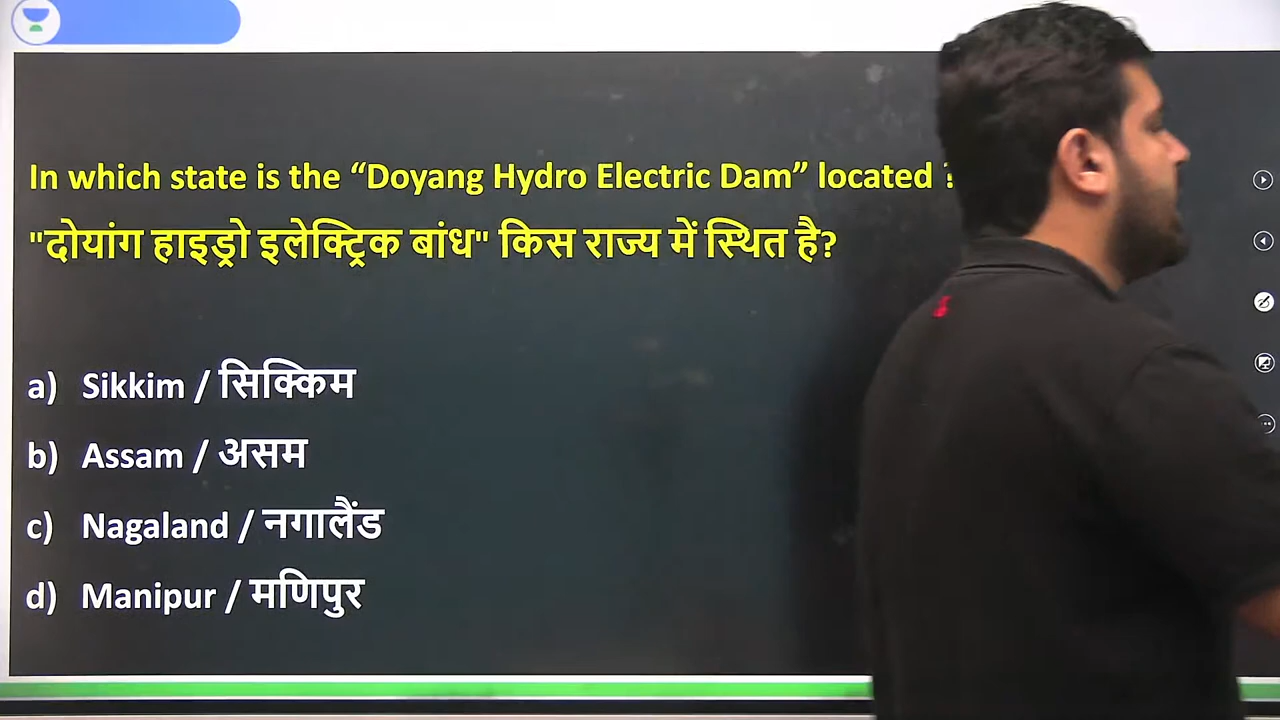 In which state is the “Doyang Hydro Electric Dam” located ?
"दोयांग हाइड्रो इलेक्ट्रिक बांध" किस राज्य में स्थित है?
a) Sikkim / सिक्किम
b) Assam / असम
c) Nagaland / नगालैंड
d) Manipur / मणिपुर